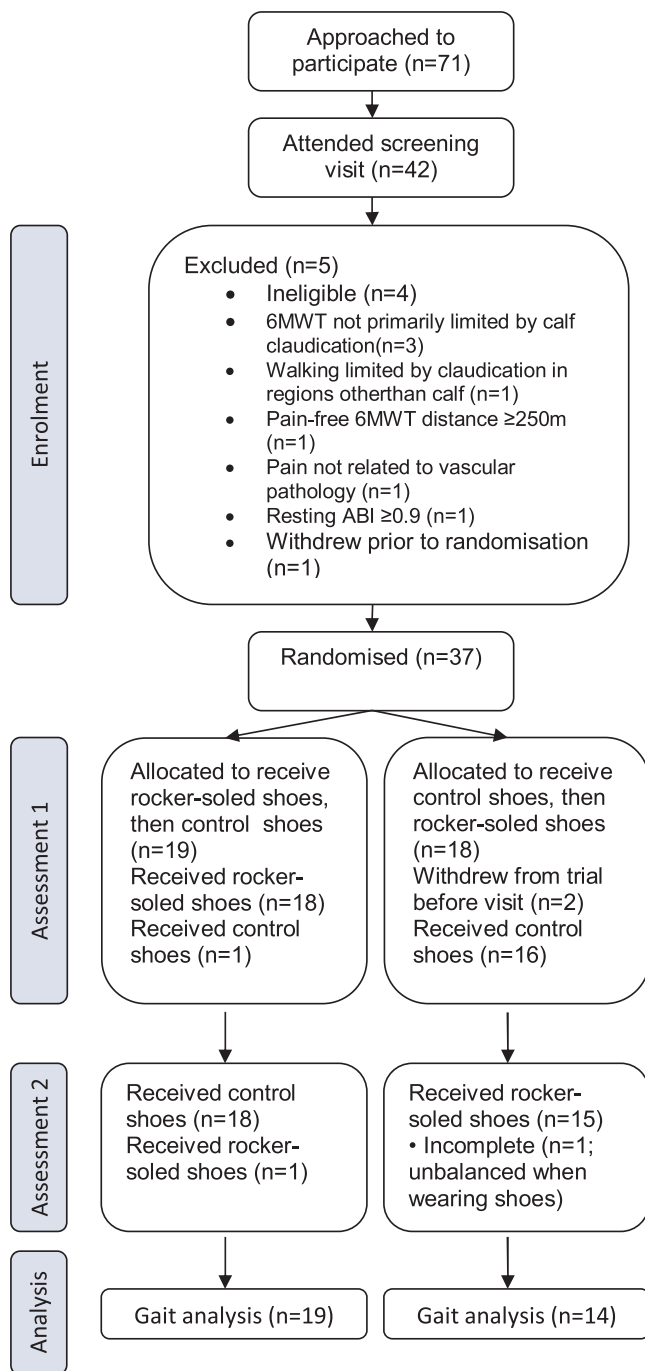 Approached to
participate (n=71)
Attended screening
visit (n=42)
Enrolment
Excluded (n=5)
• Ineligible (n=4)
• 6MWT not primarily limited by calf
claudication(n=3)
• Walking limited by claudication in
regions otherthan calf (n=1)
• Pain-free 6MWT distance ≥250m
(n=1)
• Pain not related to vascular
pathology (n=1)
• Resting ABI ≥0.9 (n=1)
• Withdrew prior to randomisation
(n=1)
Randomised (n=37)
Assessment 1
Allocated to receive
rocker-soled shoes,
then control shoes
(n=19)
Received rocker-
soled shoes (n=18)
Received control
shoes (n=1)
Allocated to receive
control shoes, then
rocker-soled shoes
(n=18)
Withdrew from trial
before visit (n=2)
Received control
shoes (n=16)
Assessment 2
Received control
shoes (n=18)
Received rocker-
soled shoes (n=1)
Received rocker-
soled shoes (n=15)
• Incomplete (n=1;
unbalanced when
wearing shoes)
Analysis
Gait analysis (n=19)
Gait analysis (n=14)